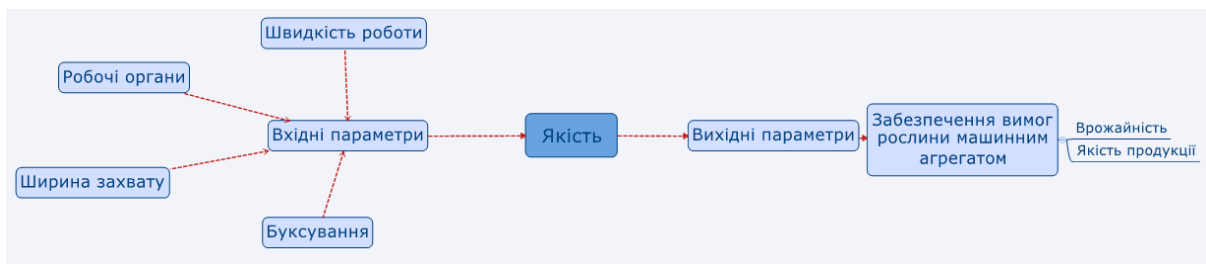 Швидкість роботи
Робочі органи
Вхідні параметри
Ширина захвату
Буксування
Якість
Вихідні параметри
Забезпечення вимог
рослини машинним
агрегатом
Врожайність
Якість продукції